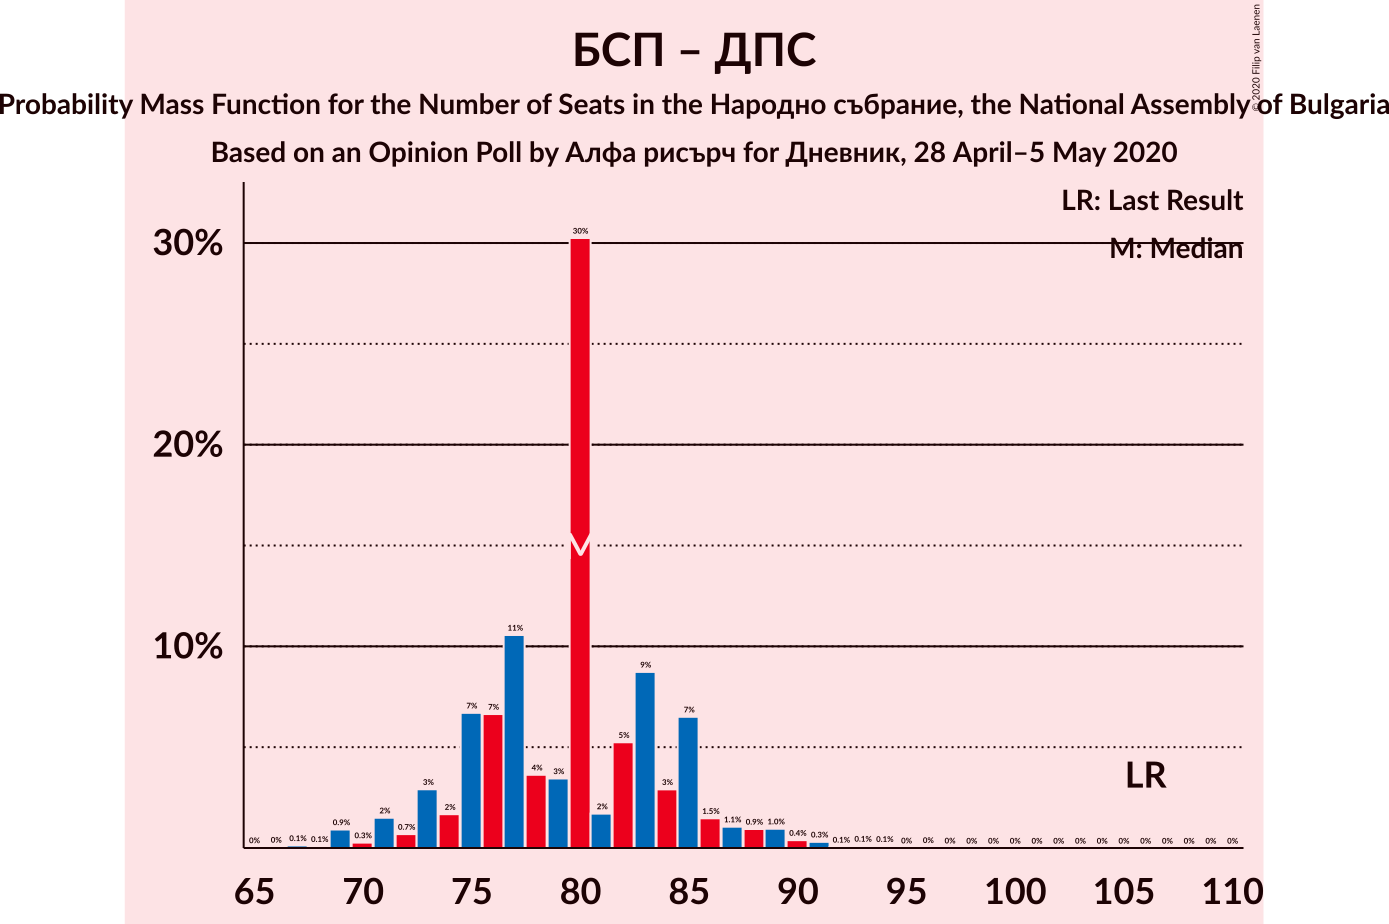 БСП – ДПС
© 2020 Filip van Laenen
Probability Mass Function for the Number of Seats in the Народно събрание, the National Assembly of Bulgaria
Based on an Opinion Poll by Алфа рисърч for Дневник, 28 April–5 May 2020
LR: Last Result
M: Median
30%
20%
10%
30%
11%
9%
7% 7% 7%
5%
4% 3% 3%
3% 2% 2% LR
0% 0% 0.1% 0.1% 0.9% 0.3% 2% 0.7% 1.5% 1.1% 0.9% 1.0% 0.4% 0.3% 0.1% 0.1% 0.1% 0% 0% 0% 0% 0% 0% 0% 0% 0% 0% 0% 0% 0% 0% 0% 0%
65 70 75 80 85 90 95 100 105 110